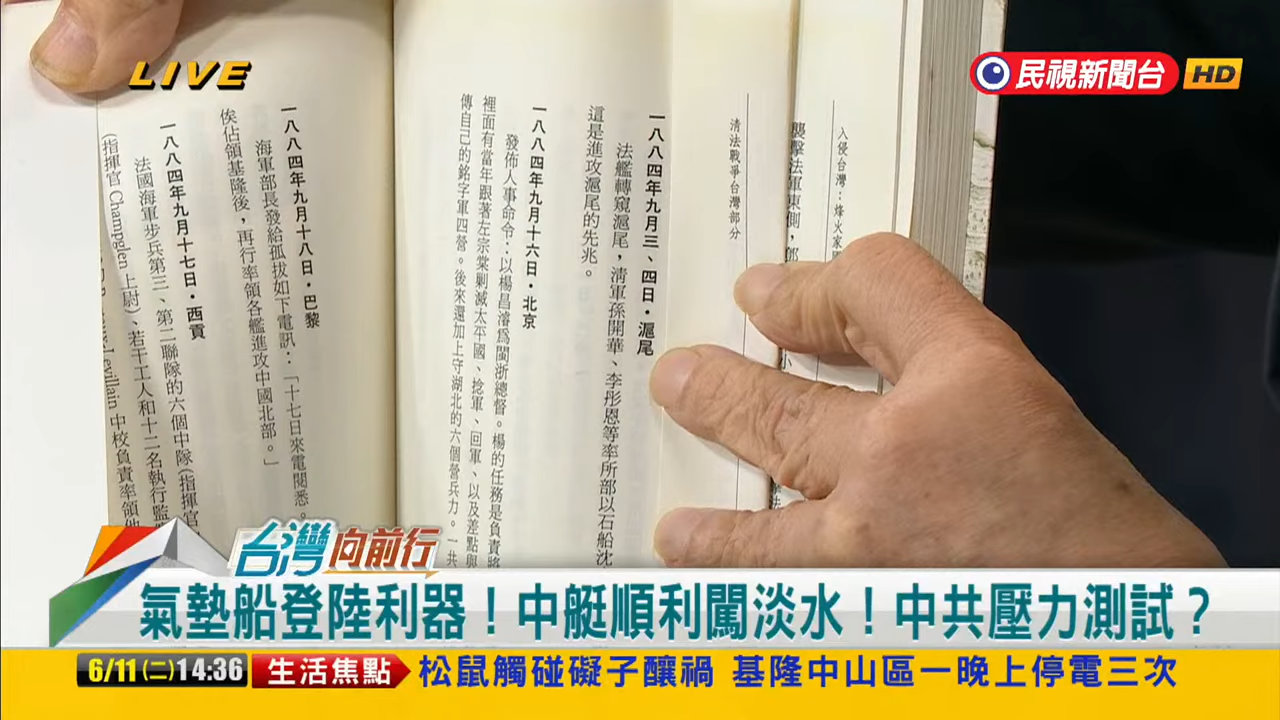 LIVE
民視新聞台 HD
入侵台灣．烽火家
襲擊法軍東側，
清法戰爭台灣部分
一八八四年九月三、四日．滬尾
法艦轉窺滬尾，清軍孫開華、李彤恩等率所部以石船沈
這是進攻滬尾的先兆。
一八八四年九月十六日．北京
發佈人事命令：以楊昌濬為閩浙總督。楊的任務是負責將
裡面有當年跟著左宗棠剿滅太平國、捻軍、回軍、以及差點與
傳自己的銘字軍四營。後來還加上守湖北的六個營兵力。一共
一八八四年九月十八日．巴黎
海軍部長發給孤拔如下電訊：「十七日來電閱悉。
俟佔領基隆後，再行率領各艦進攻中國北部。」
一八八四年九月十七日．西貢
法國海軍步兵第三、第二聯隊的六個中隊（指揮官
（指揮官 Champglen 上尉）、若干工人和十二名執行監
Levillain 中校負責率領
台灣向前行
氣墊船登陸利器！中艇順利闖淡水！中共壓力測試？
6/11(二)14:36 生活焦點 松鼠觸碰礙子釀禍 基隆中山區一晚上停電三次